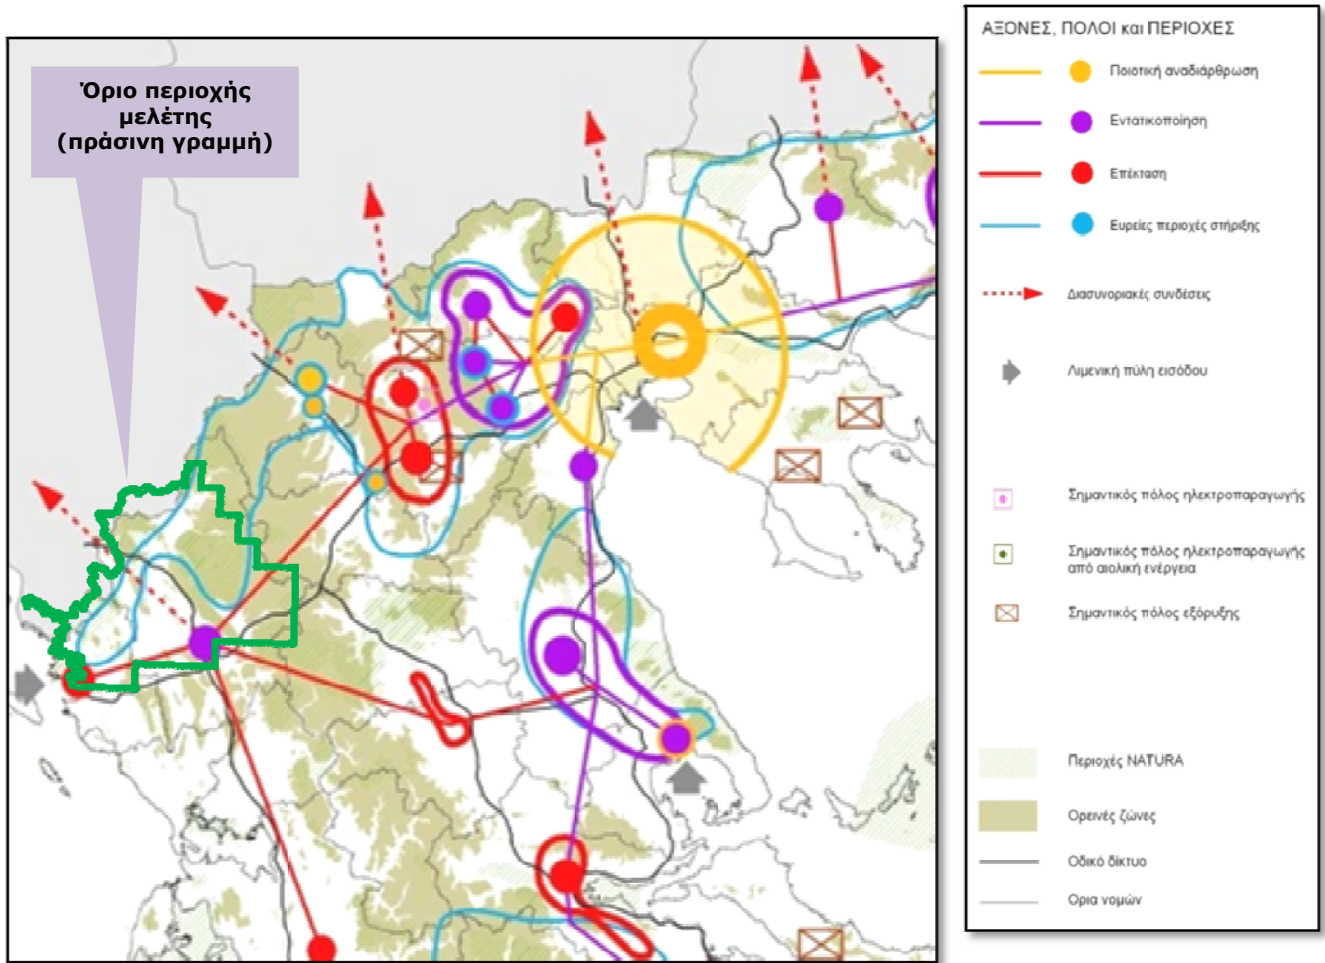 Όριο περιοχής
μελέτης
(πράσινη γραμμή)
ΑΞΟΝΕΣ, ΠΟΛΟΙ και ΠΕΡΙΟΧΕΣ
Ποιοτική αναδιάρθρωση
Εντατικοποίηση
Επέκταση
Ευρείες περιοχές στήριξης
Διασυνοριακές συνδέσεις
Λιμενική πύλη εισόδου
Σημαντικός πόλος ηλεκτροπαραγωγής
Σημαντικός πόλος ηλεκτροπαραγωγής
από αιολική ενέργεια
Σημαντικός πόλος εξόρυξης
Περιοχές NATURA
Ορεινές ζώνες
Οδικό δίκτυο
Ορια νομών